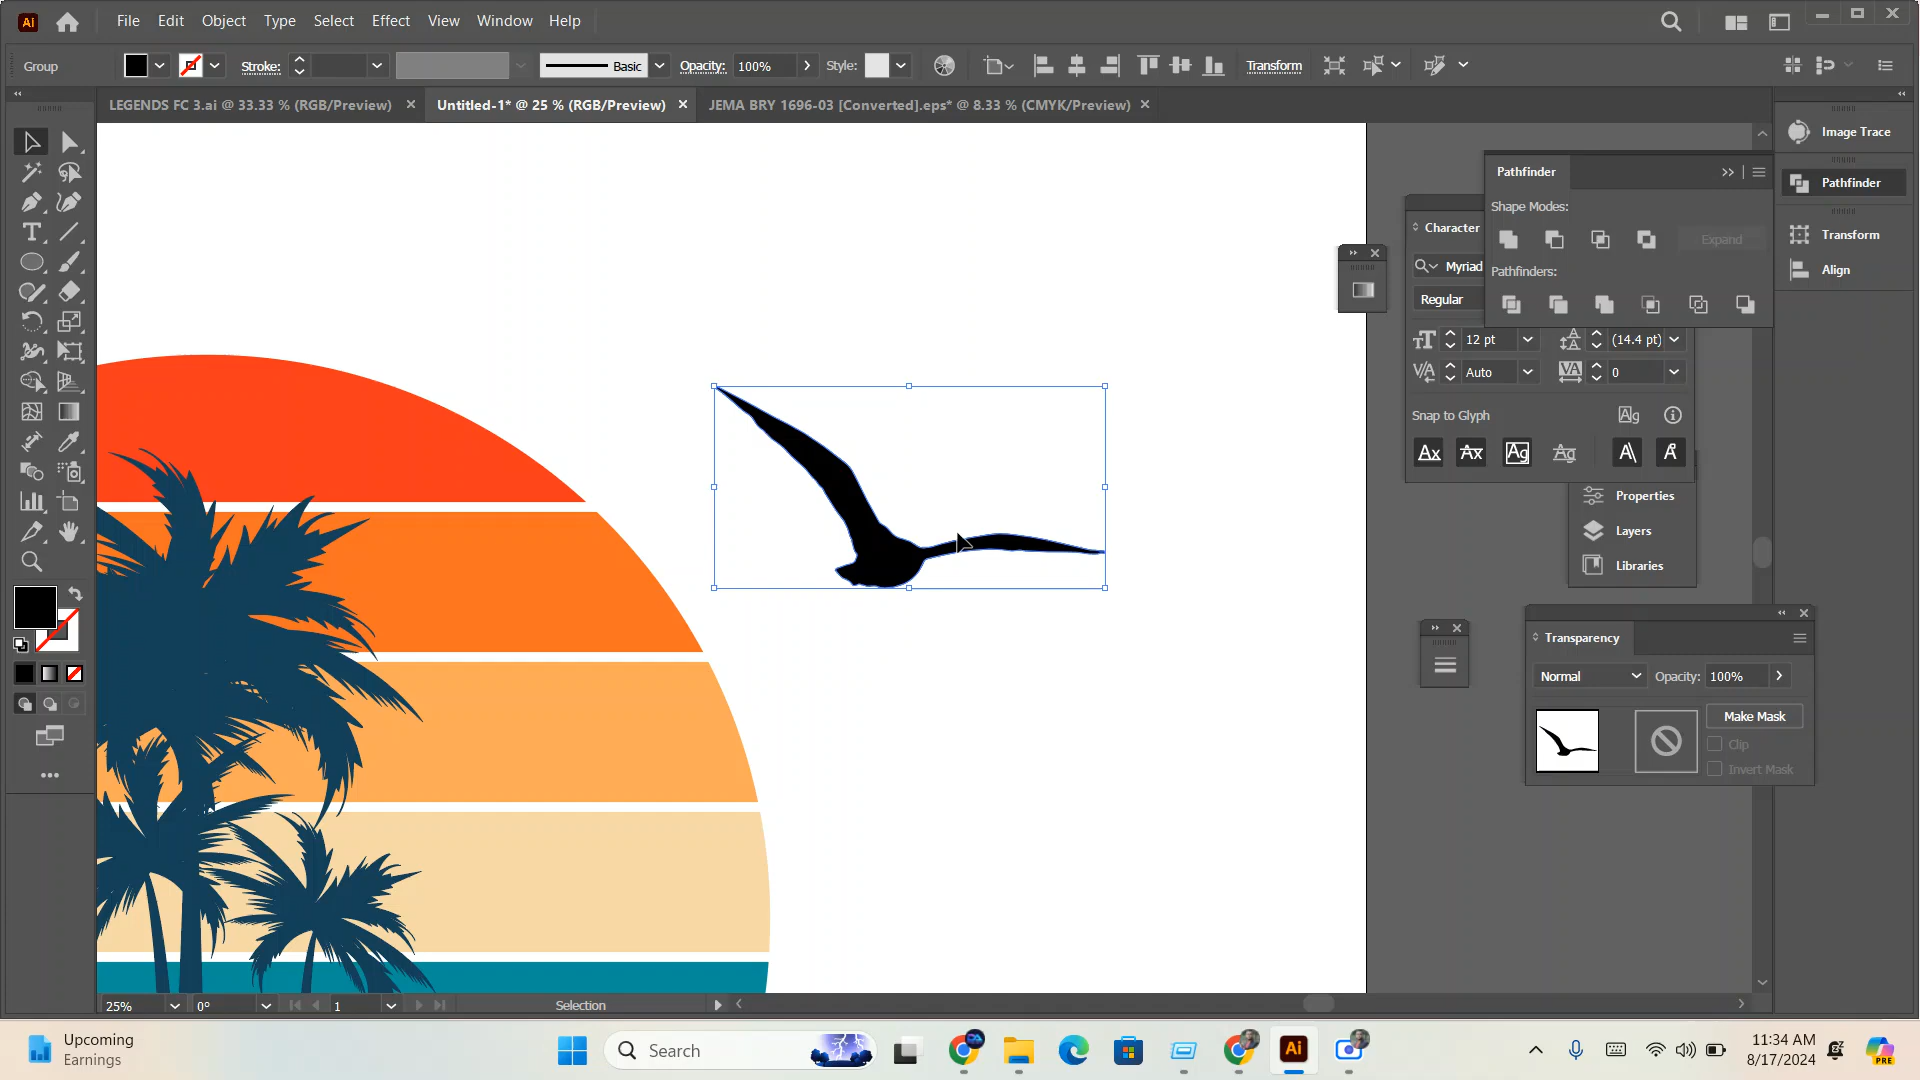 Ai File Edit Object Type Select Effect View Window Help
Group Stroke: Basic Opacity: 100% Style: Transform
LEGENDS FC 3.ai @ 33.33 % (RGB/Preview) × Untitled-1* @ 25 % (RGB/Preview) × JEMA BRY 1696-03 [Converted].eps* @ 8.33 % (CMYK/Preview) ×
Image Trace
Pathfinder
Transform
Align
Pathfinder
Shape Modes:
Expand
Pathfinders:
Character
Myriad
Regular
12 pt (14.4 pt)
Auto 0
Snap to Glyph
Properties
Layers
Libraries
Transparency
Normal Opacity: 100%
Make Mask
Clip
Invert Mask
25% 0° 1 Selection
Upcoming
Earnings
Search
Ai
11:34 AM
8/17/2024
PRE